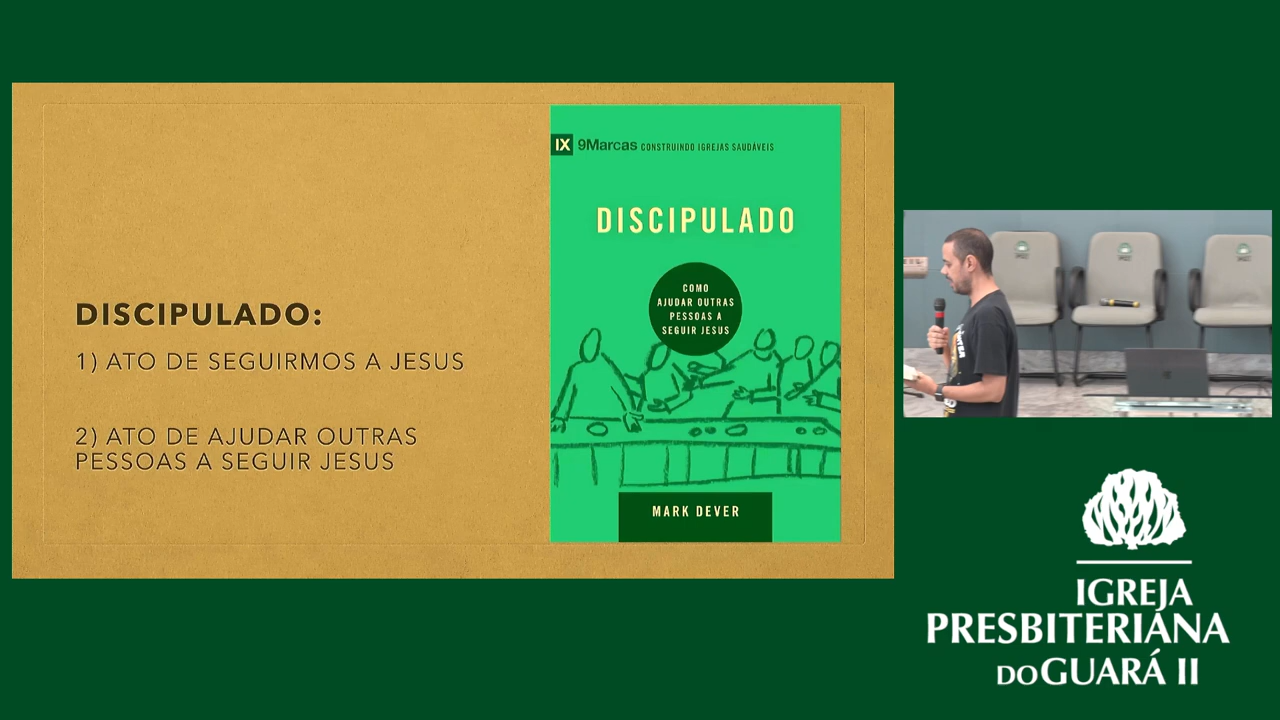 DISCIPULADO:
1) ATO DE SEGUIRMOS A JESUS
2) ATO DE AJUDAR OUTRAS
PESSOAS A SEGUIR JESUS
IX 9Marcas CONSTRUINDO IGREJAS SAUDÁVEIS
DISCIPULADO
COMO
AJUDAR OUTRAS
PESSOAS A
SEGUIR JESUS
MARK DEVER
IGREJA
PRESBITERIANA
DO GUARÁ II